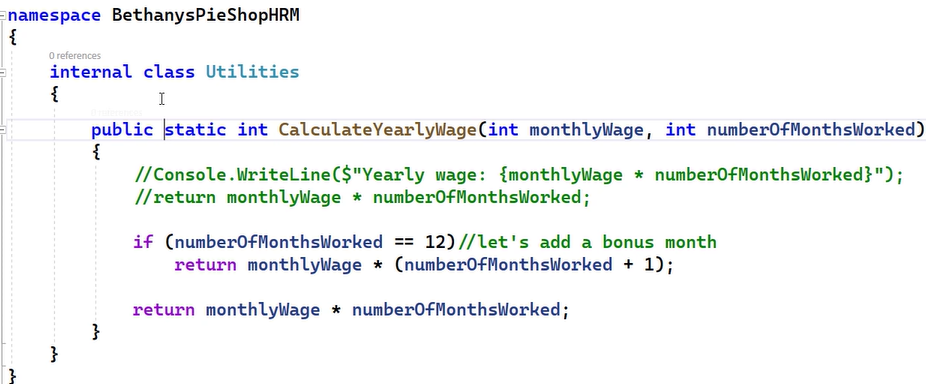 namespace BethanysPieShopHRM
{
0 references
internal class Utilities
{
public static int CalculateYearlyWage(int monthlyWage, int numberOfMonthsWorked)
{
//Console.WriteLine($"Yearly wage: {monthlyWage * numberOfMonthsWorked}");
//return monthlyWage * numberOfMonthsWorked;
if (numberOfMonthsWorked == 12)//let's add a bonus month
return monthlyWage * (numberOfMonthsWorked + 1);
return monthlyWage * numberOfMonthsWorked;
}
}
}